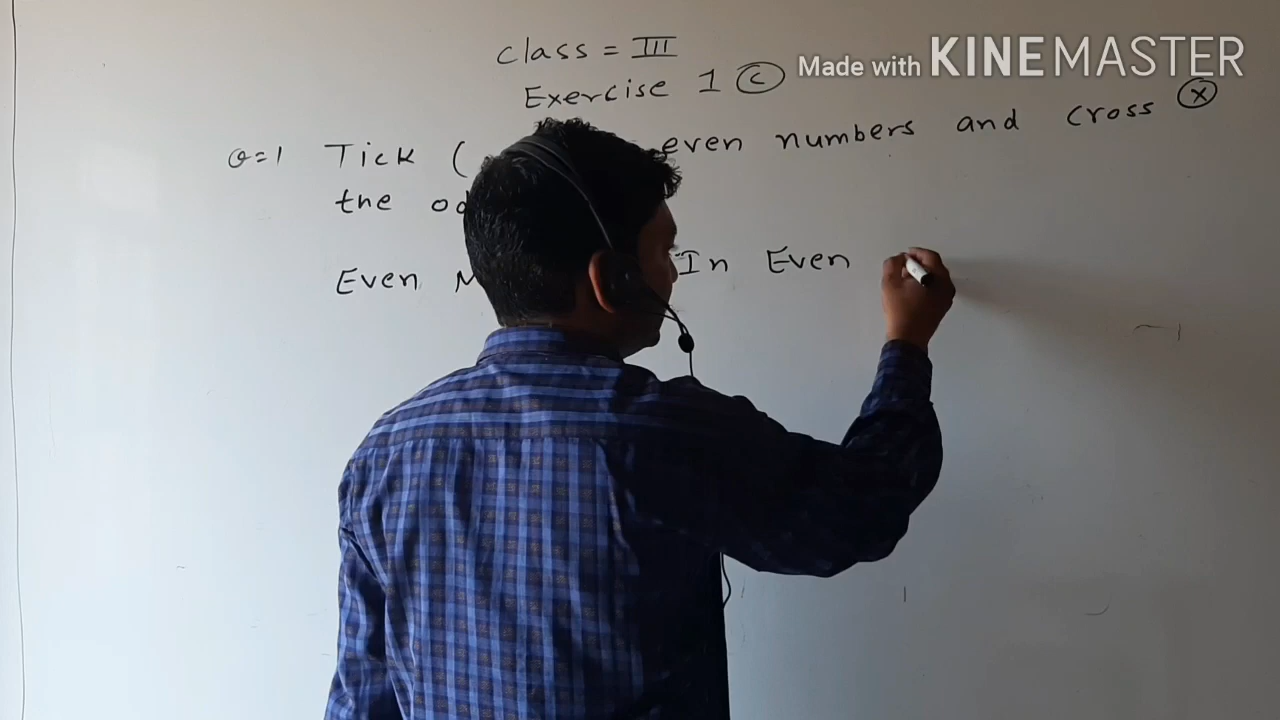 class = III
Made with KINEMASTER
Exercise 1 (C)
Q=1 Tick ( even numbers and cross (x)
the
Even In Even